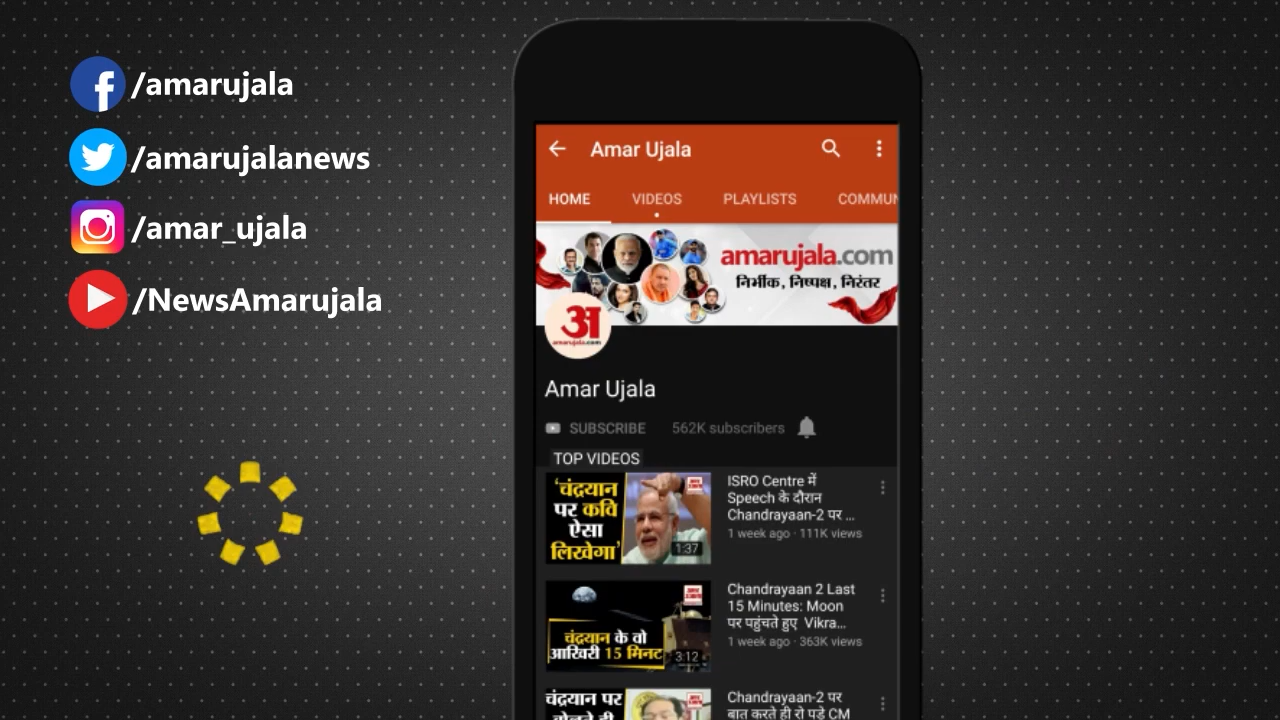 /amarujala
/amarujalanews
/amar_ujala
/NewsAmarujala
Amar Ujala
HOME VIDEOS PLAYLISTS COMMUN
amarujala.com
निर्भीक, निष्पक्ष, निरंतर
अ
amarujala.com
Amar Ujala
SUBSCRIBE 562K subscribers
TOP VIDEOS
'चंद्रयान
पर कवि
ऐसा
लिखेगा'
1:37
ISRO Centre में
Speech के दौरान
Chandrayaan-2 पर ...
1 week ago · 111K views
चंद्रयान के वो
आखिरी 15 मिनट
3:12
Chandrayaan 2 Last
15 Minutes: Moon
पर पहुंचते हुए Vikra...
1 week ago · 363K views
चंद्रयान पर
बोलते ही
Chandrayaan-2 पर
बात करते ही रो पड़े CM